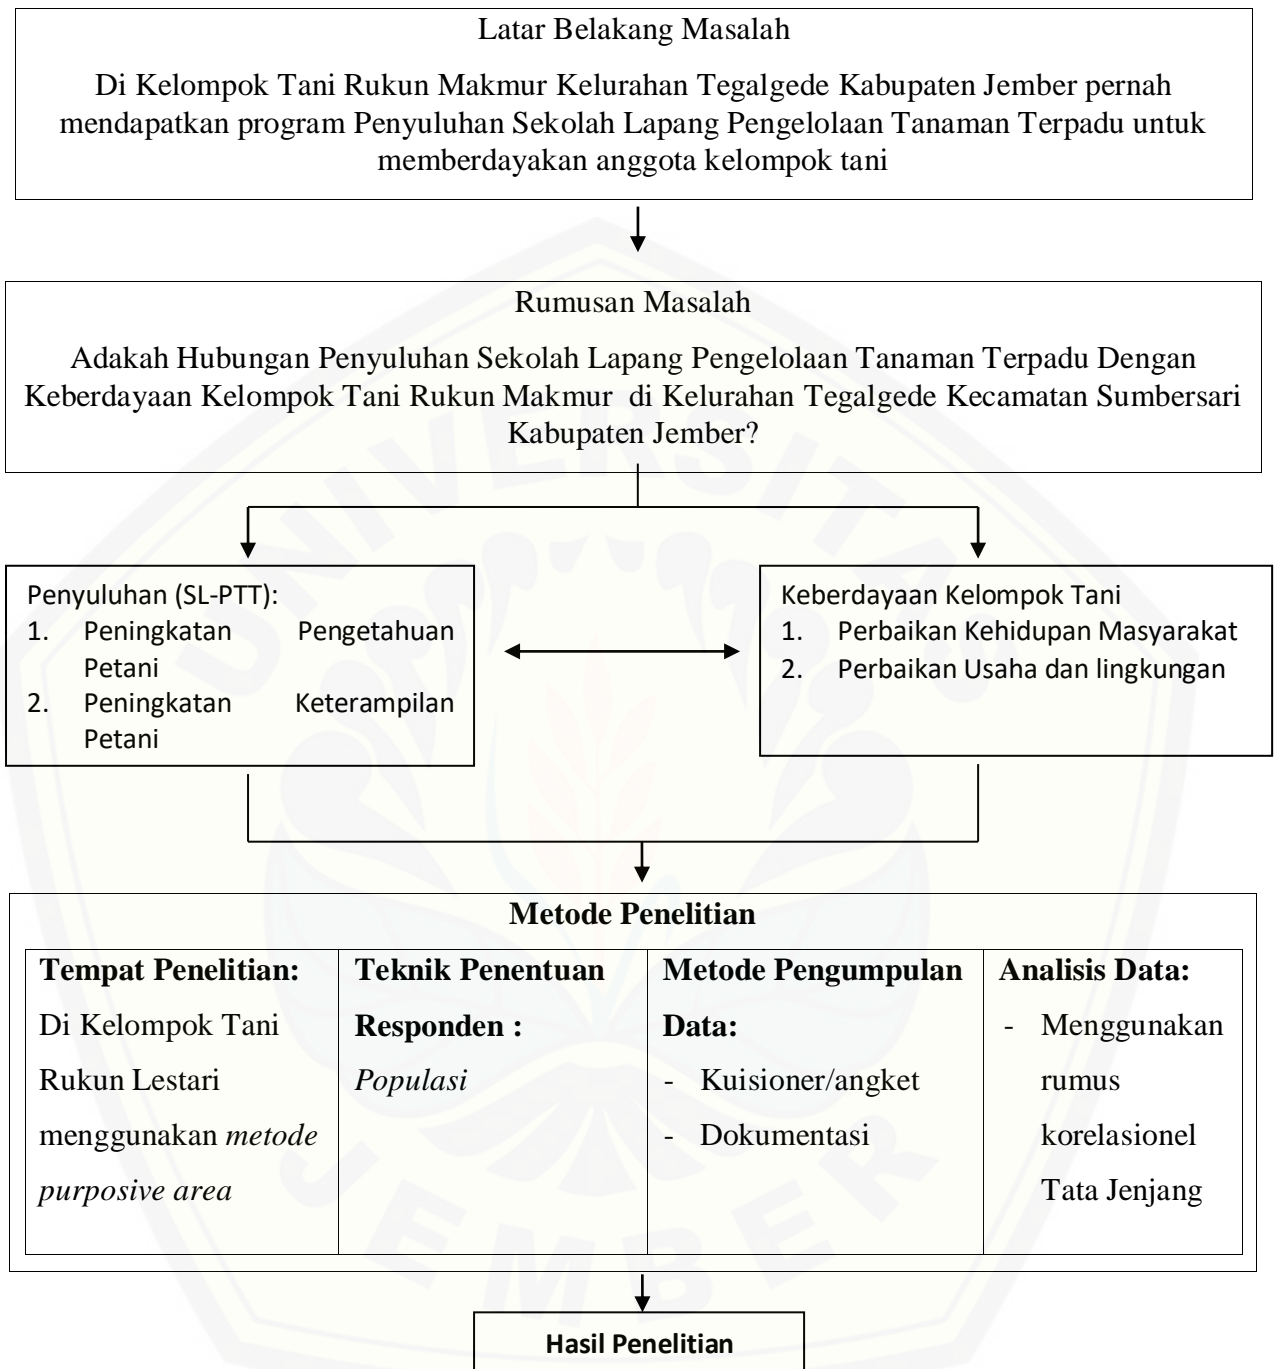 Latar Belakang Masalah
Di Kelompok Tani Rukun Makmur Kelurahan Tegalgede Kabupaten Jember pernah
mendapatkan program Penyuluhan Sekolah Lapang Pengelolaan Tanaman Terpadu untuk
memberdayakan anggota kelompok tani
Rumusan Masalah
Adakah Hubungan Penyuluhan Sekolah Lapang Pengelolaan Tanaman Terpadu Dengan
Keberdayaan Kelompok Tani Rukun Makmur di Kelurahan Tegalgede Kecamatan Sumbersari
Kabupaten Jember?
Penyuluhan (SL-PTT):
1. Peningkatan Pengetahuan
Petani
2. Peningkatan Keterampilan
Petani
Keberdayaan Kelompok Tani
1. Perbaikan Kehidupan Masyarakat
2. Perbaikan Usaha dan lingkungan
Metode Penelitian
Tempat Penelitian:
Di Kelompok Tani
Rukun Lestari
menggunakan metode
purposive area
Teknik Penentuan
Responden :
Populasi
Metode Pengumpulan
Data:
- Kuisioner/angket
- Dokumentasi
Analisis Data:
- Menggunakan
rumus
korelasionel
Tata Jenjang
Hasil Penelitian
UNIVERSITAS
JEMBER